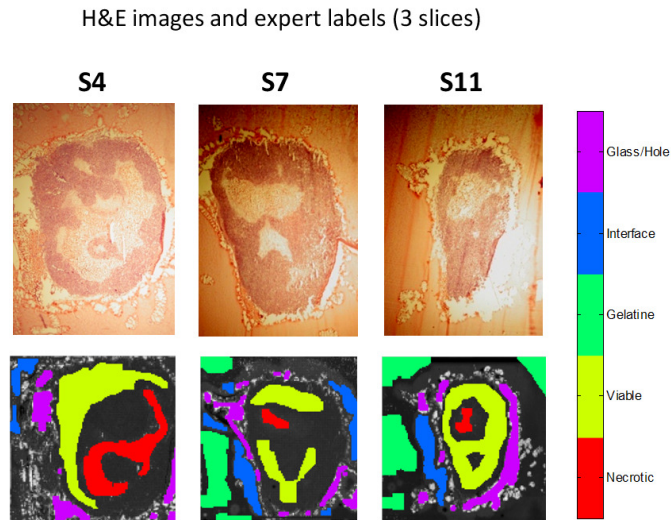 H&E images and expert labels (3 slices)
S4
S7
S11
Glass/Hole
Interface
Gelatine
Viable
Necrotic